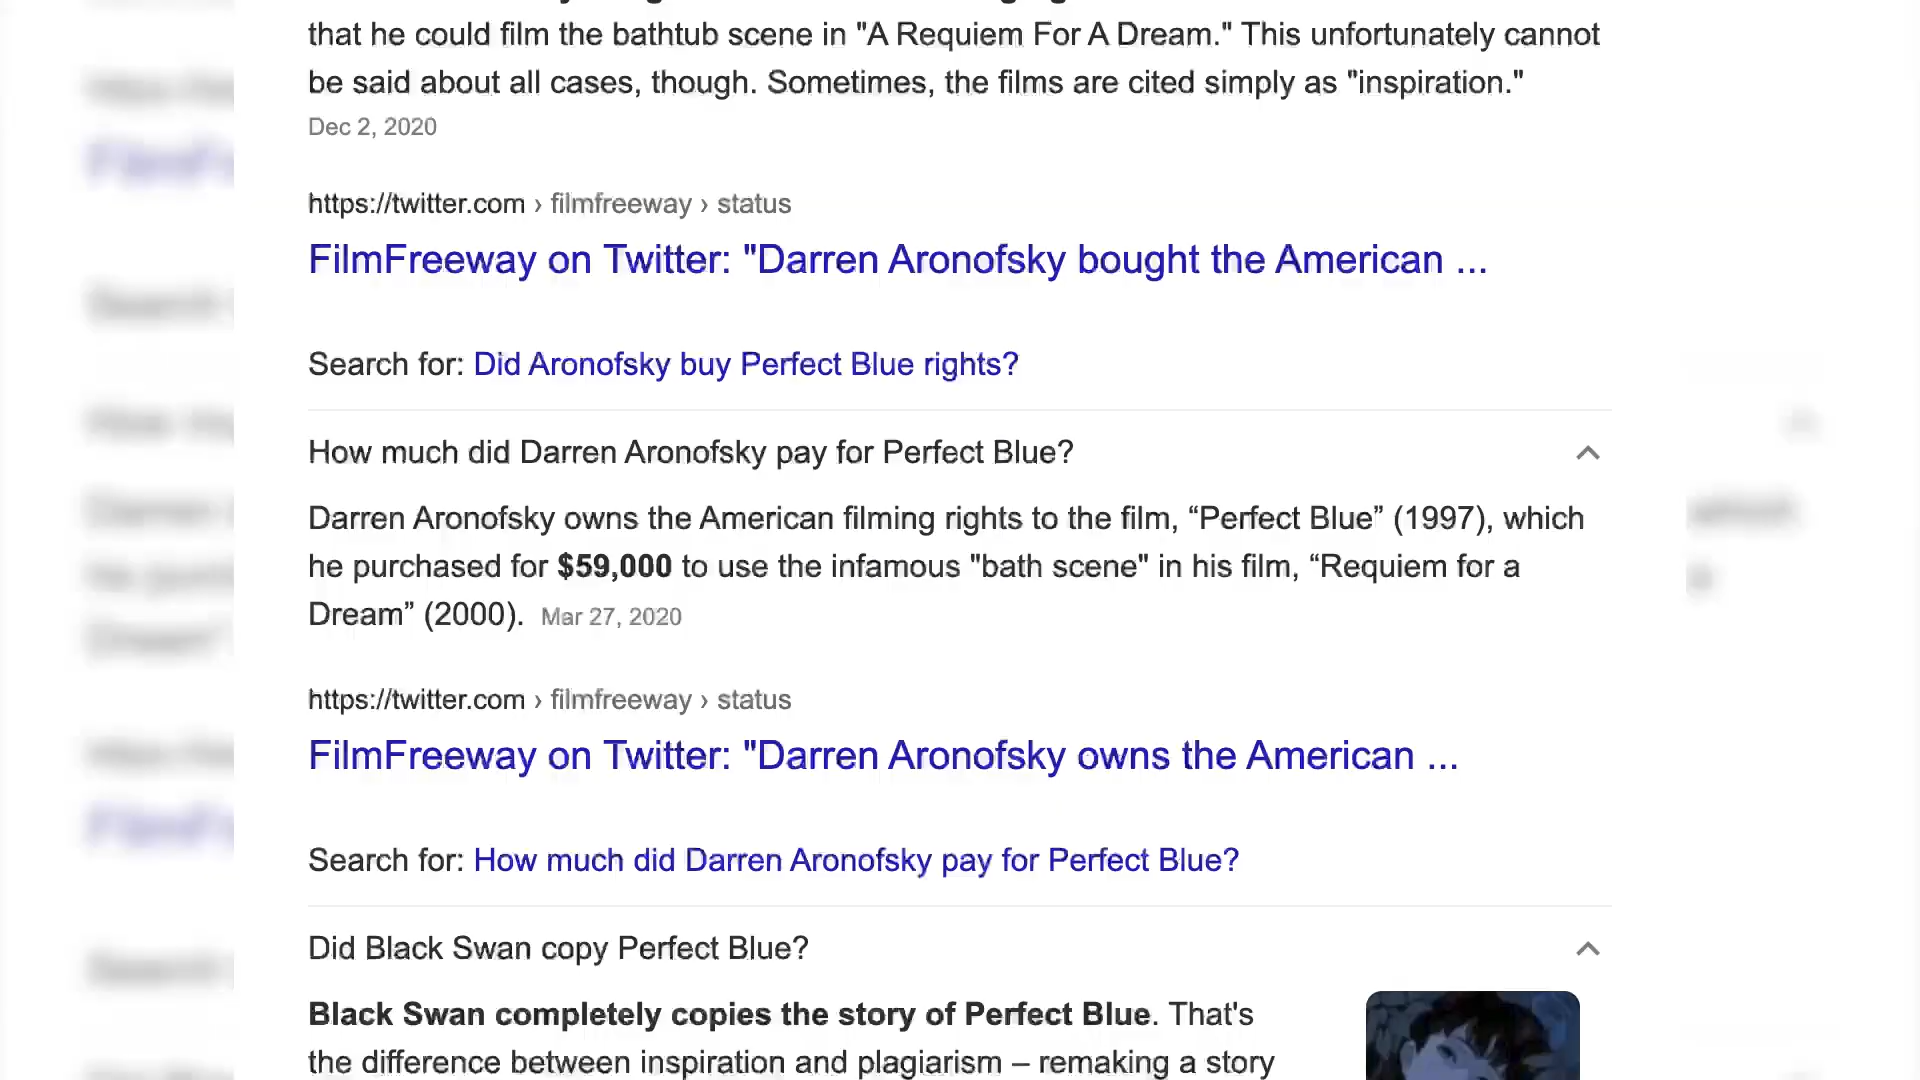 that he could film the bathtub scene in "A Requiem For A Dream." This unfortunately cannot
be said about all cases, though. Sometimes, the films are cited simply as "inspiration."
Dec 2, 2020
https://twitter.com › filmfreeway › status
FilmFreeway on Twitter: "Darren Aronofsky bought the American ...
Search for: Did Aronofsky buy Perfect Blue rights?
How much did Darren Aronofsky pay for Perfect Blue?
Darren Aronofsky owns the American filming rights to the film, “Perfect Blue” (1997), which
he purchased for $59,000 to use the infamous "bath scene" in his film, “Requiem for a
Dream” (2000). Mar 27, 2020
https://twitter.com › filmfreeway › status
FilmFreeway on Twitter: "Darren Aronofsky owns the American ...
Search for: How much did Darren Aronofsky pay for Perfect Blue?
Did Black Swan copy Perfect Blue?
Black Swan completely copies the story of Perfect Blue. That's
the difference between inspiration and plagiarism – remaking a story